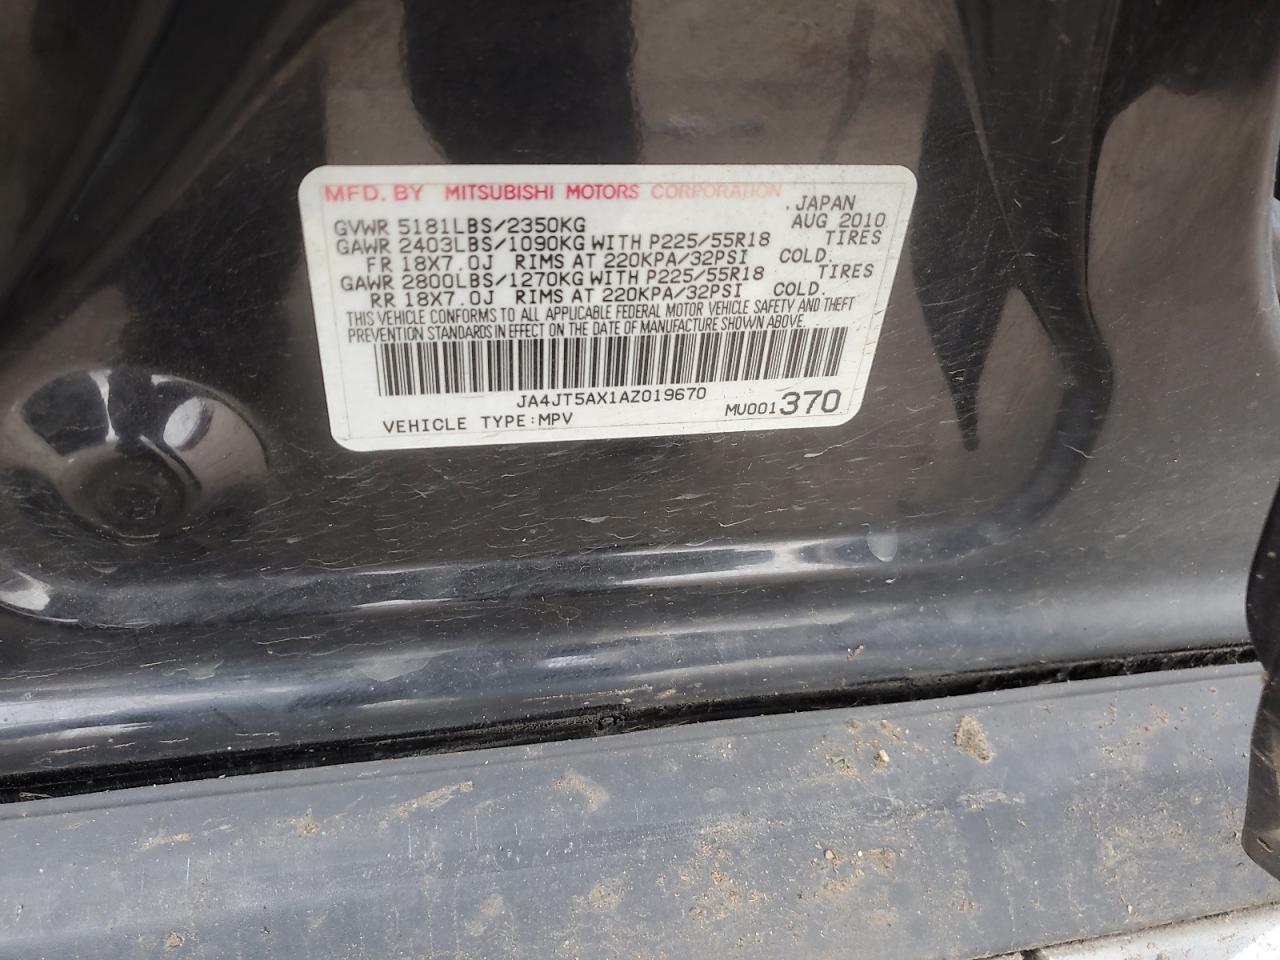 MFD. BY MITSUBISHI MOTORS CORPORATION
, JAPAN
AUG 2010
GVWR 5181LBS/2350KG
GAWR 2403LBS/1090KG WITH P225/55R18 TIRES
FR 18X7.0J RIMS AT 220KPA/32PSI COLD.
GAWR 2800LBS/1270KG WITH P225/55R18 TIRES
RR 18X7.0J RIMS AT 220KPA/32PSI COLD.
THIS VEHICLE CONFORMS TO ALL APPLICABLE FEDERAL MOTOR VEHICLE SAFETY AND THEFT
PREVENTION STANDARDS IN EFFECT ON THE DATE OF MANUFACTURE SHOWN ABOVE.
JA4JT5AX1AZ019670
VEHICLE TYPE:MPV
MU001370